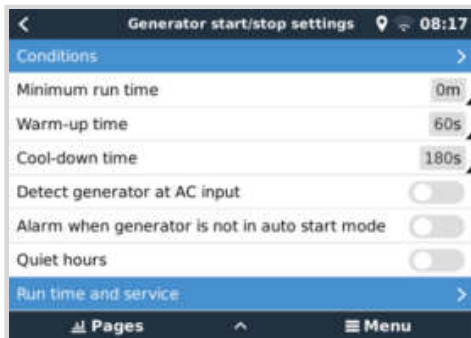 Generator start/stop settings 08:17
Conditions
Minimum run time 0m
Warm-up time 60s
Cool-down time 180s
Detect generator at AC input
Alarm when generator is not in auto start mode
Quiet hours
Run time and service
Pages Menu